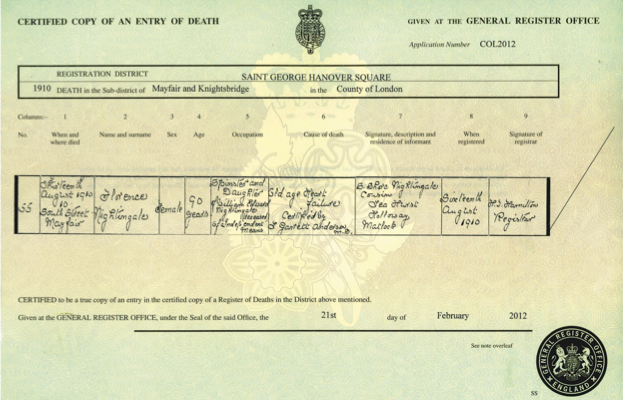 CERTIFIED COPY OF AN ENTRY OF DEATH
GIVEN AT THE GENERAL REGISTER OFFICE
Application Number COL2012
REGISTRATION DISTRICT SAINT GEORGE HANOVER SQUARE
1910 DEATH in the Sub-district of Mayfair and Knightsbridge in the County of London
Columns:- 1 2 3 4 5 6 7 8 9
No. When and where died Name and surname Sex Age Occupation Cause of death Signature, description and residence of informant When registered Signature of registrar
55
Thirteenth
August 1910
10
South Street
Mayfair
Florence
Nightingale
Female
90
years
Spinster and
Daughter
of William Edward
Nightingale
deceased
of Independent
Means
Old age Heart
Failure
Certified by
Garrett Anderson
M.D.
Nightingale
Cousin
Lea Hurst
Holloway
Matlock
Sixteenth
August
1910
Hamilton
Registrar
CERTIFIED to be a true copy of an entry in the certified copy of a Register of Deaths in the District above mentioned.
Given at the GENERAL REGISTER OFFICE, under the Seal of the said Office, the 21st day of February 2012
See note overleaf
GENERAL REGISTER OFFICE
ENGLAND
SS